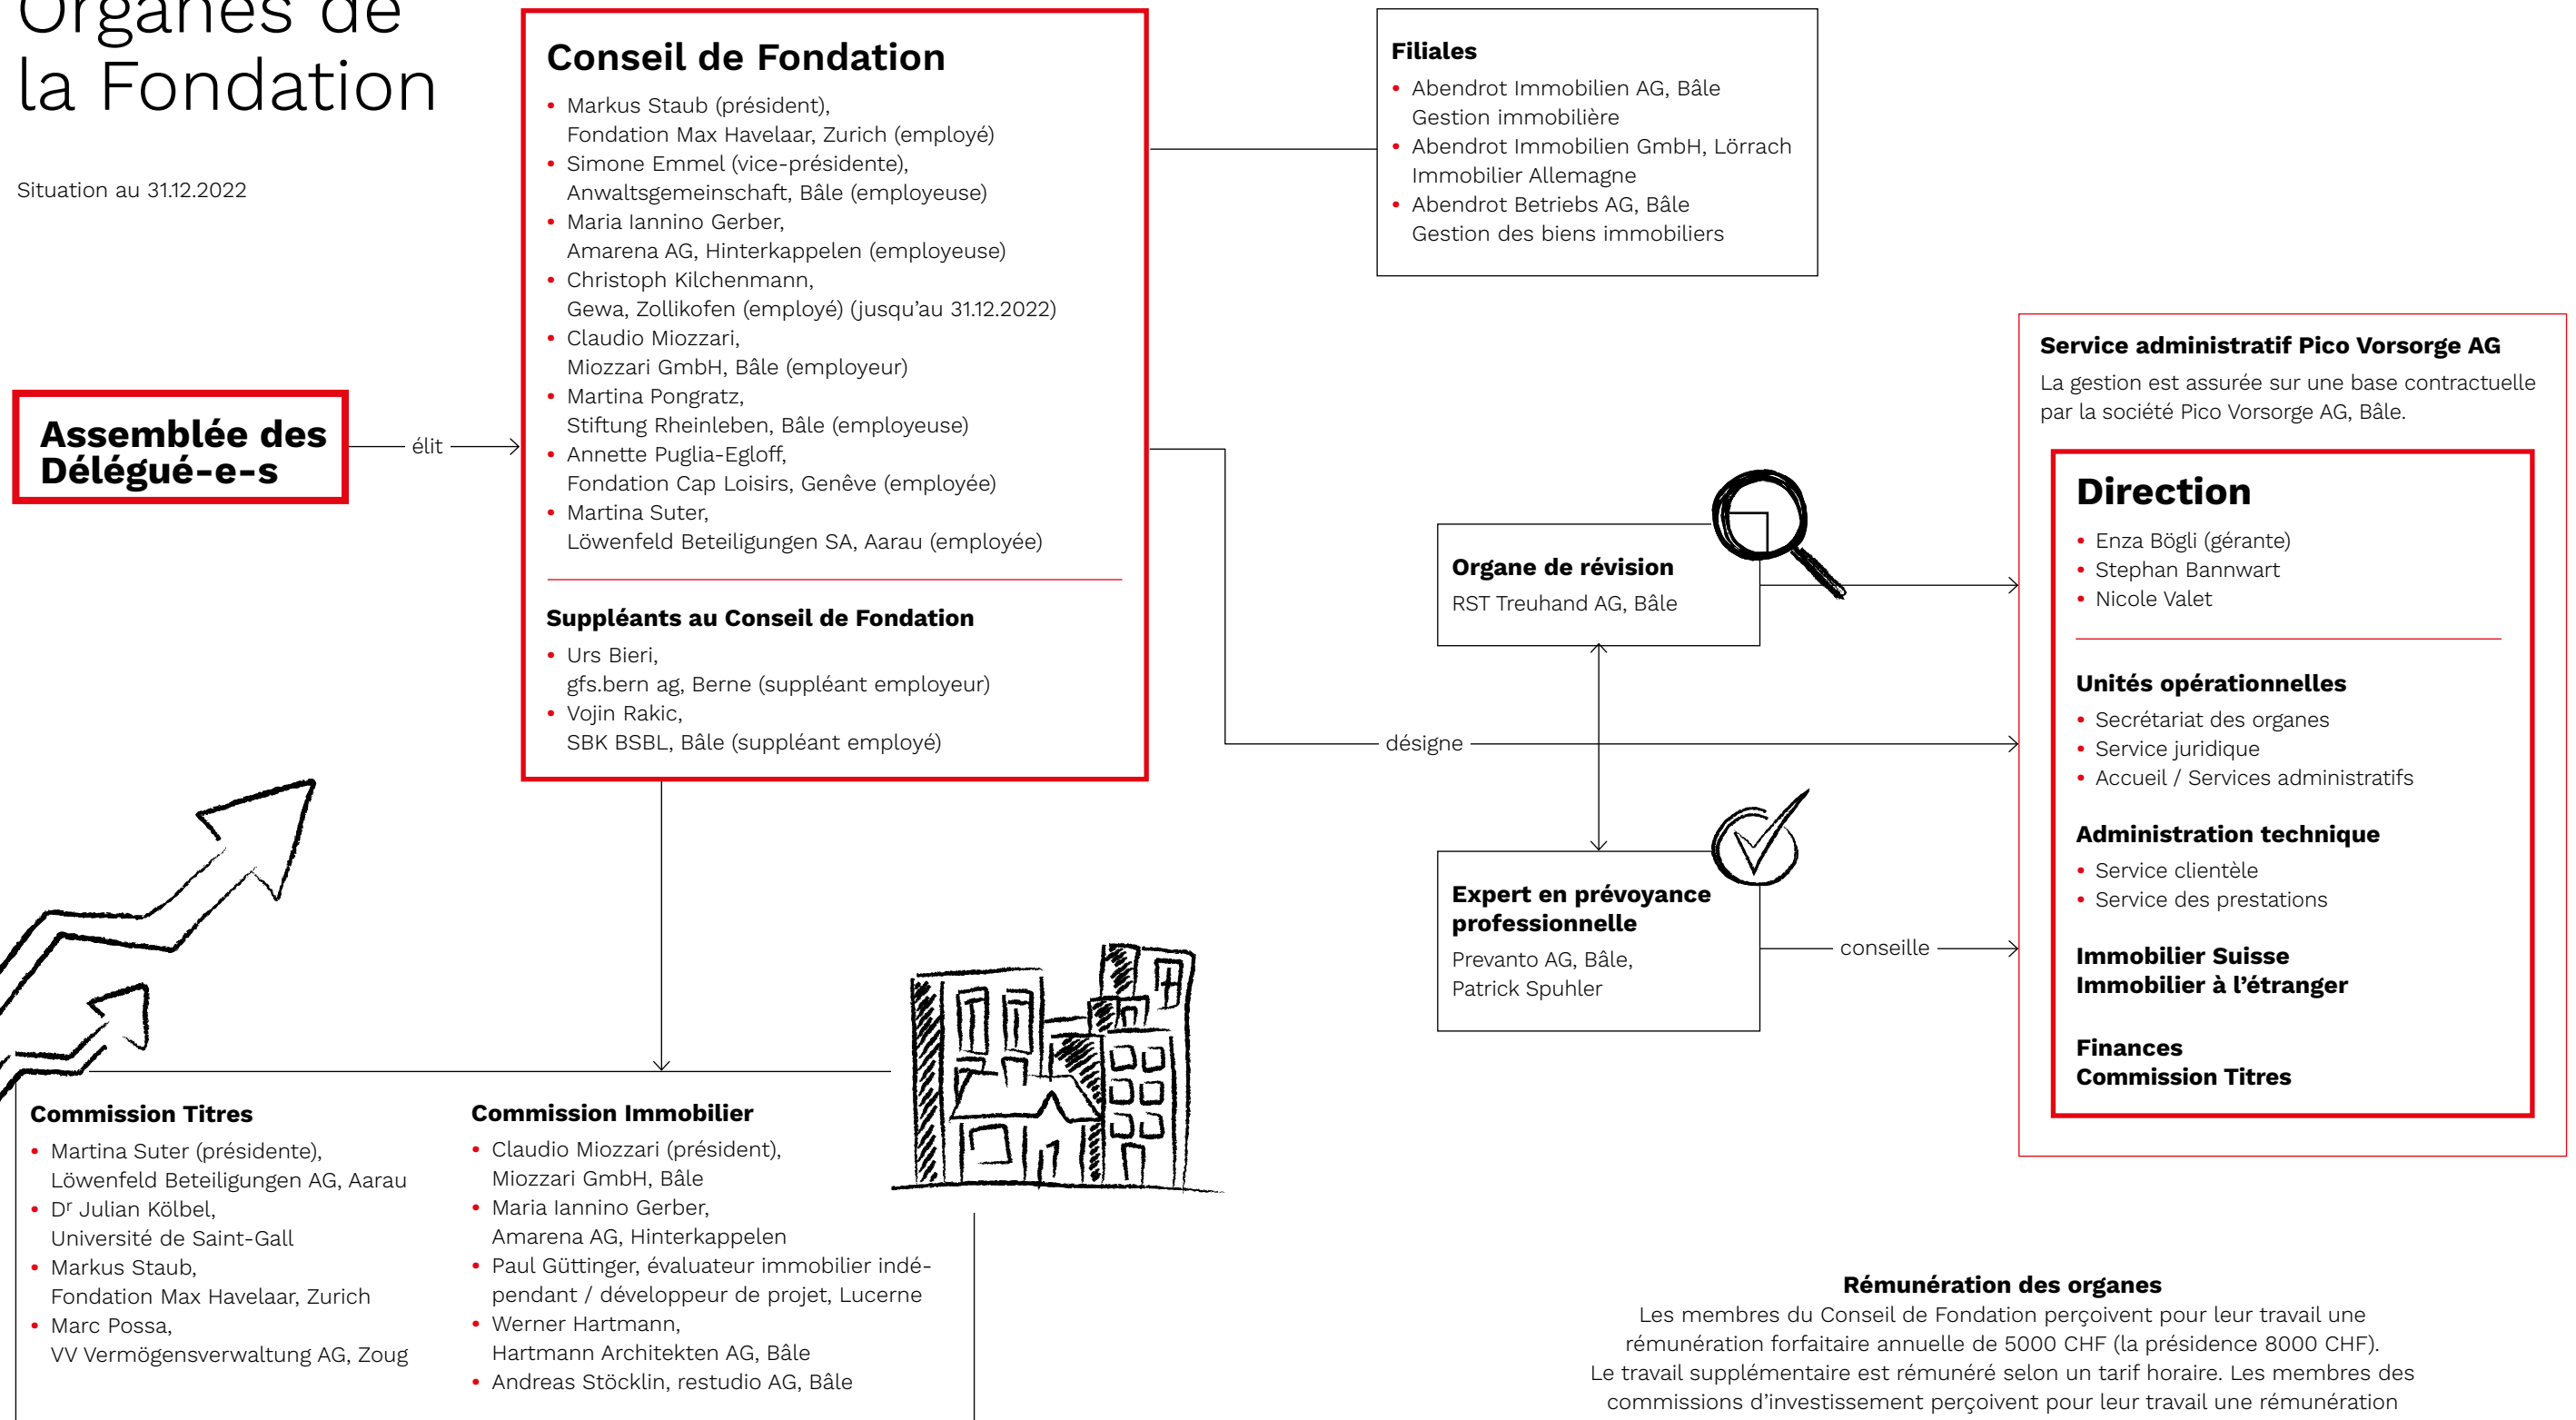 Organes de
la Fondation
Situation au 31.12.2022
Assemblée des
Délégué-e-s
élit
Conseil de Fondation
• Markus Staub (président),
Fondation Max Havelaar, Zurich (employé)
• Simone Emmel (vice-présidente),
Anwaltsgemeinschaft, Bâle (employeuse)
• Maria Iannino Gerber,
Amarena AG, Hinterkappelen (employeuse)
• Christoph Kilchenmann,
Gewa, Zollikofen (employé) (jusqu’au 31.12.2022)
• Claudio Miozzari,
Miozzari GmbH, Bâle (employeur)
• Martina Pongratz,
Stiftung Rheinleben, Bâle (employeuse)
• Annette Puglia-Egloff,
Fondation Cap Loisirs, Genêve (employée)
• Martina Suter,
Löwenfeld Beteiligungen SA, Aarau (employée)
Suppléants au Conseil de Fondation
• Urs Bieri,
gfs.bern ag, Berne (suppléant employeur)
• Vojin Rakic,
SBK BSBL, Bâle (suppléant employé)
Filiales
• Abendrot Immobilien AG, Bâle
Gestion immobilière
• Abendrot Immobilien GmbH, Lörrach
Immobilier Allemagne
• Abendrot Betriebs AG, Bâle
Gestion des biens immobiliers
désigne
Organe de révision
RST Treuhand AG, Bâle
Expert en prévoyance
professionnelle
Prevanto AG, Bâle,
Patrick Spuhler
conseille
Service administratif Pico Vorsorge AG
La gestion est assurée sur une base contractuelle
par la société Pico Vorsorge AG, Bâle.
Direction
• Enza Bögli (gérante)
• Stephan Bannwart
• Nicole Valet
Unités opérationnelles
• Secrétariat des organes
• Service juridique
• Accueil / Services administratifs
Administration technique
• Service clientèle
• Service des prestations
Immobilier Suisse
Immobilier à l’étranger
Finances
Commission Titres
Commission Titres
• Martina Suter (présidente),
Löwenfeld Beteiligungen AG, Aarau
• Dʳ Julian Kölbel,
Université de Saint-Gall
• Markus Staub,
Fondation Max Havelaar, Zurich
• Marc Possa,
VV Vermögensverwaltung AG, Zoug
Commission Immobilier
• Claudio Miozzari (président),
Miozzari GmbH, Bâle
• Maria Iannino Gerber,
Amarena AG, Hinterkappelen
• Paul Güttinger, évaluateur immobilier indé-
pendant / développeur de projet, Lucerne
• Werner Hartmann,
Hartmann Architekten AG, Bâle
• Andreas Stöcklin, restudio AG, Bâle
Rémunération des organes
Les membres du Conseil de Fondation perçoivent pour leur travail une
rémunération forfaitaire annuelle de 5000 CHF (la présidence 8000 CHF).
Le travail supplémentaire est rémunéré selon un tarif horaire. Les membres des
commissions d’investissement perçoivent pour leur travail une rémunération